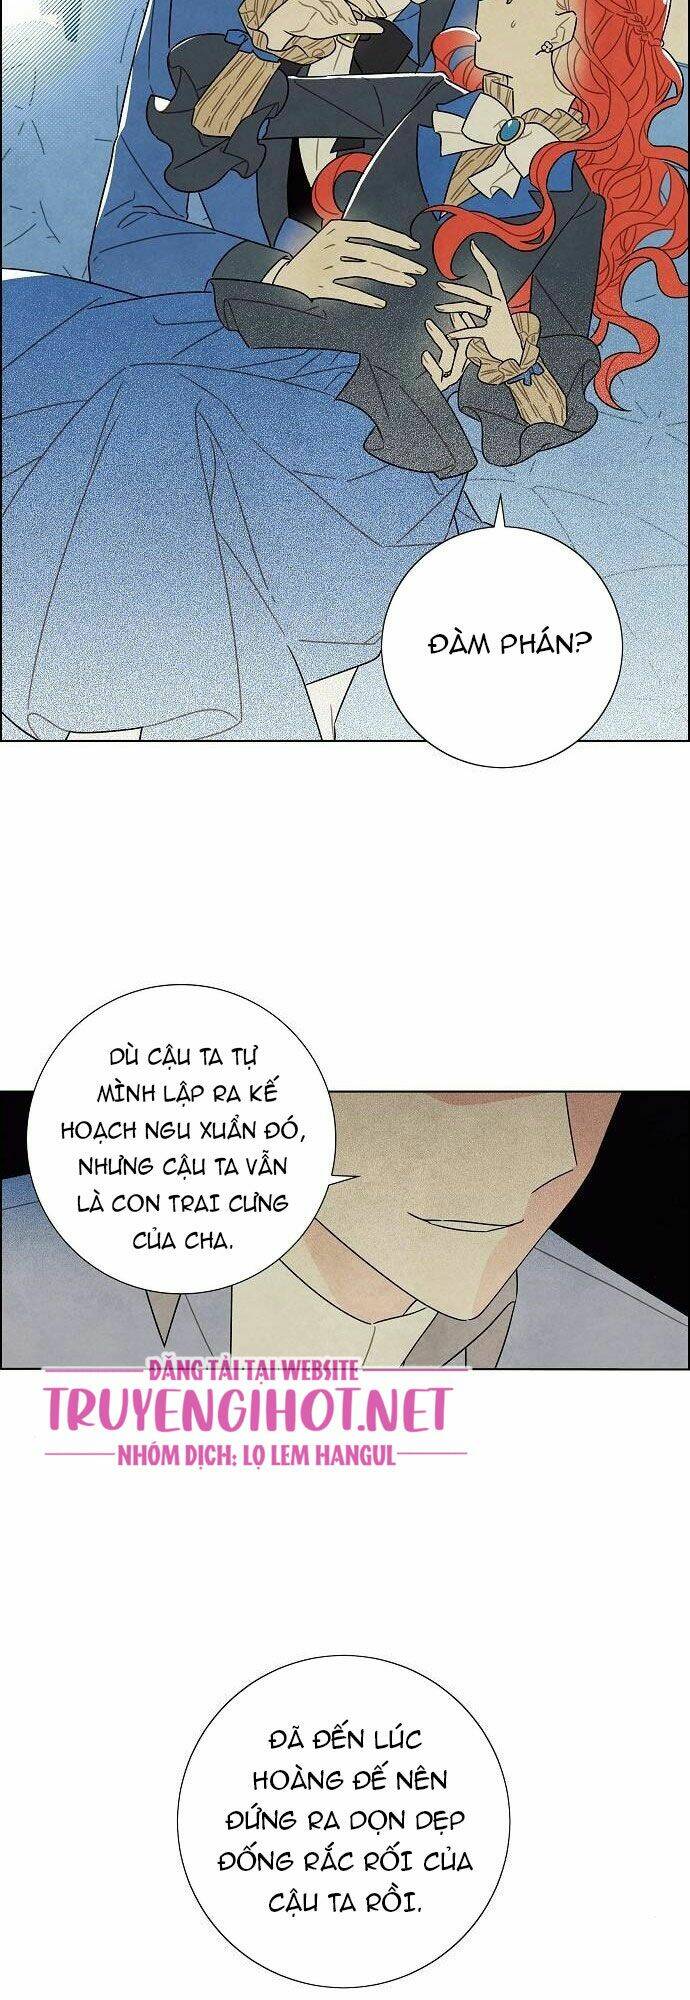 ĐÀM PHÁN?
DÙ CẬU TA TỰ
MÌNH LẬP RA KẾ
HOẠCH NGU XUẨN ĐÓ,
NHƯNG CẬU TA VẪN
LÀ CON TRAI CƯNG
CỦA CHA.
ĐĂNG TẢI TẠI WEBSITE
TRUYENGIHOT.NET
NHÓM DỊCH: LỌ LEM HANGUL
ĐÃ ĐẾN LÚC
HOÀNG ĐẾ NÊN
ĐỨNG RA DỌN DẸP
ĐỐNG RẮC RỐI CỦA
CẬU TA RỒI.